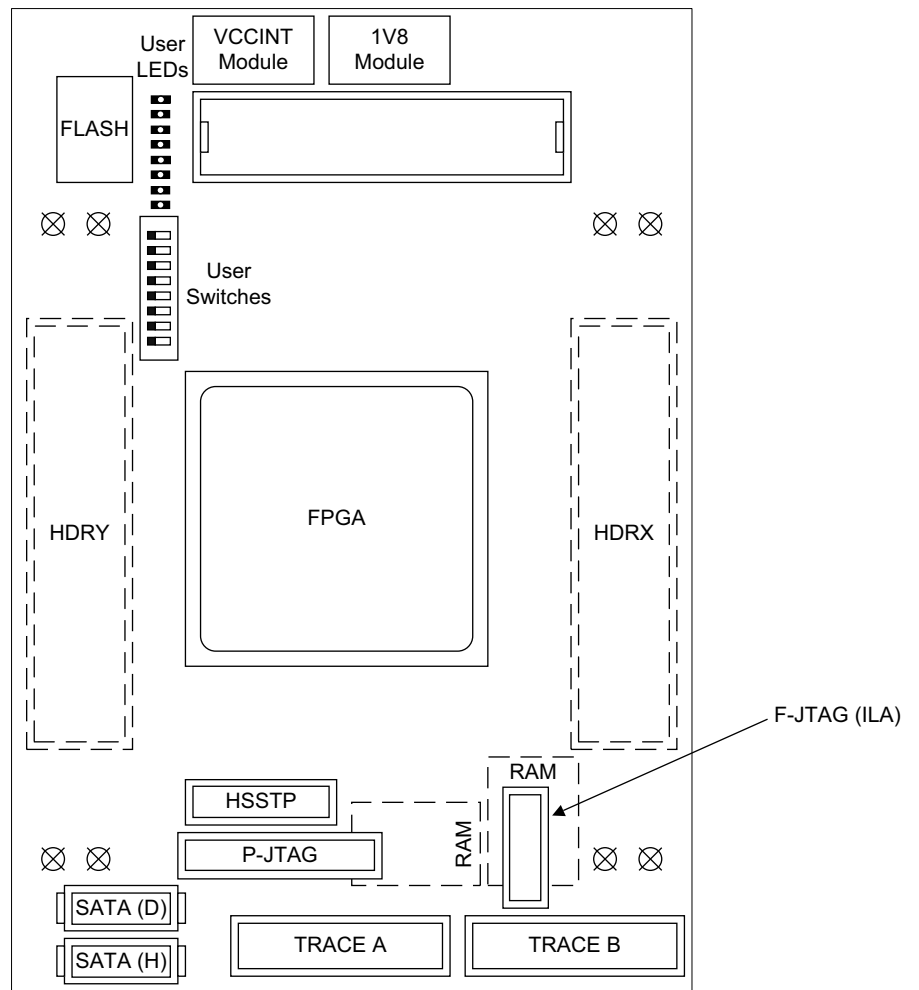 User
LEDs
VCCINT
Module
1V8
Module
FLASH
User
Switches
HDRY
FPGA
HDRX
F-JTAG (ILA)
RAM
HSSTP
RAM
P-JTAG
SATA (D)
TRACE A
TRACE B
SATA (H)